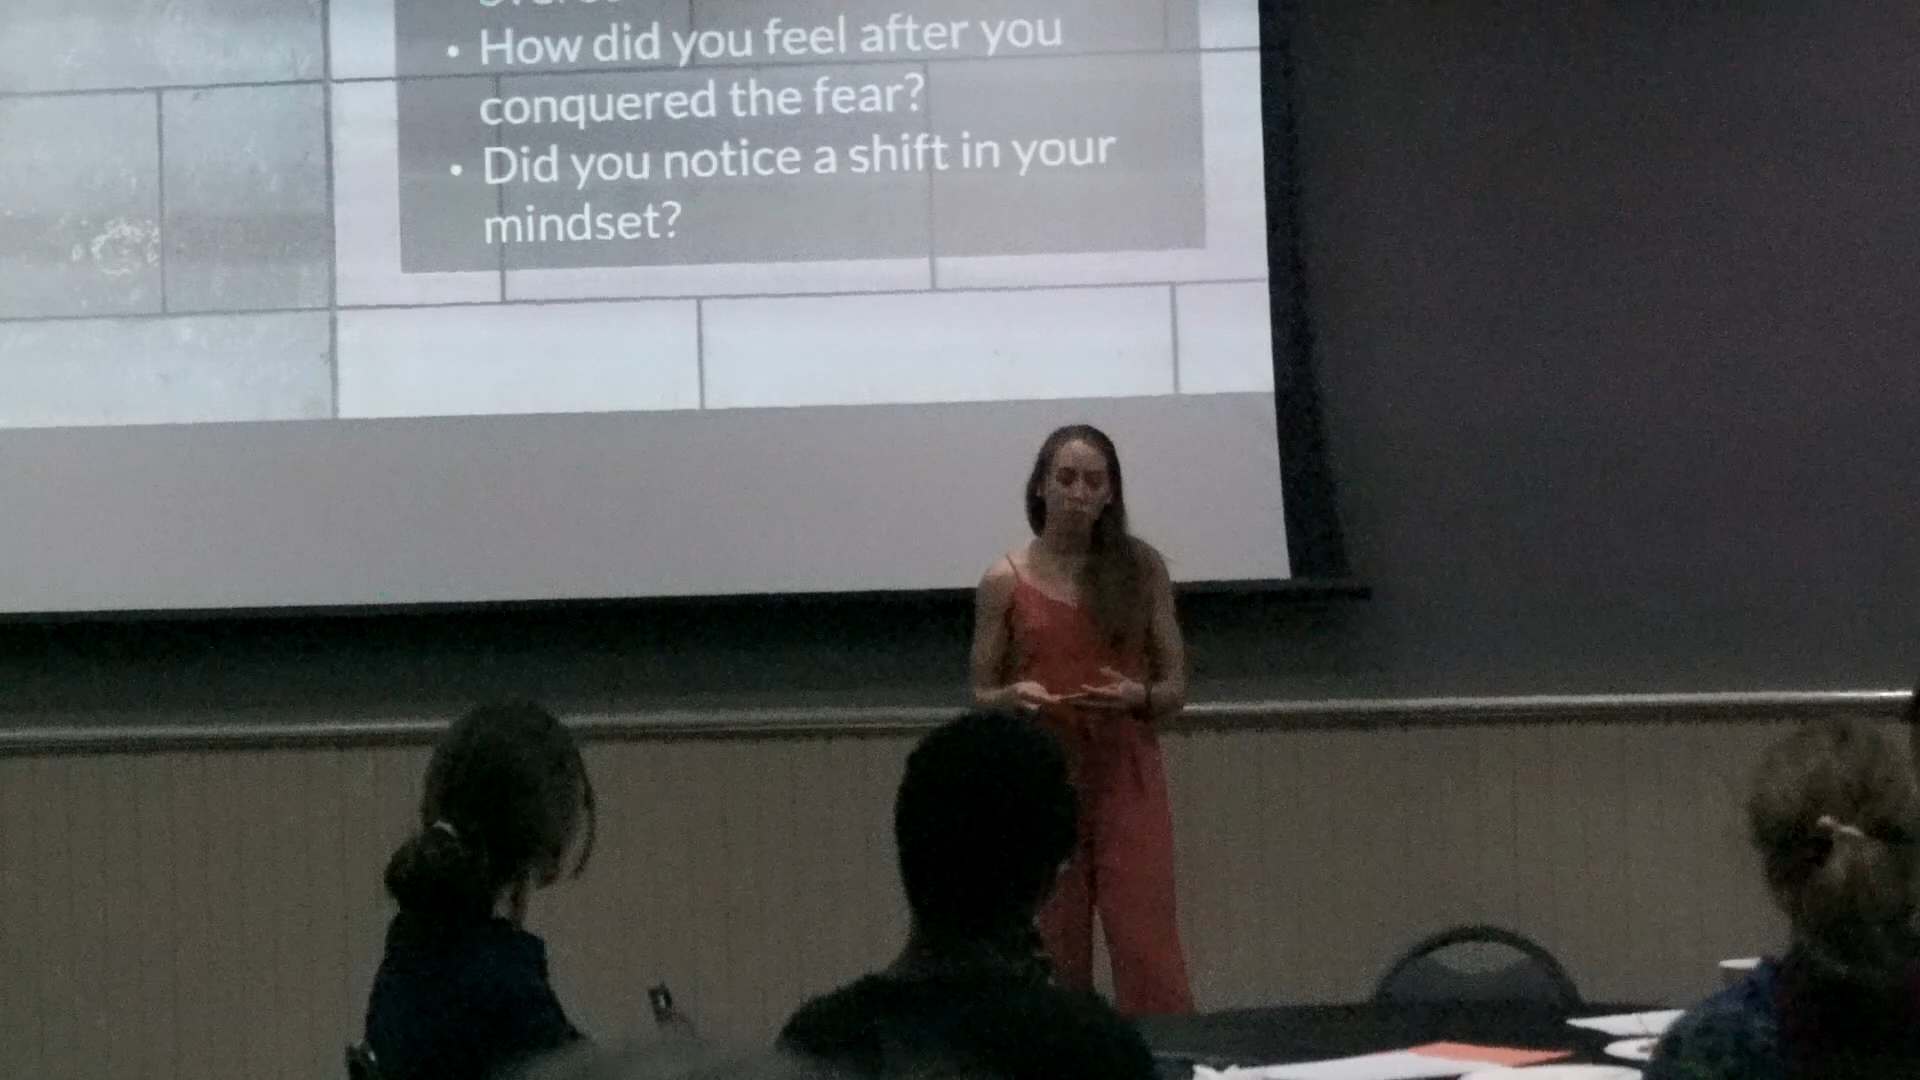 • How did you feel after you
conquered the fear?
• Did you notice a shift in your
mindset?